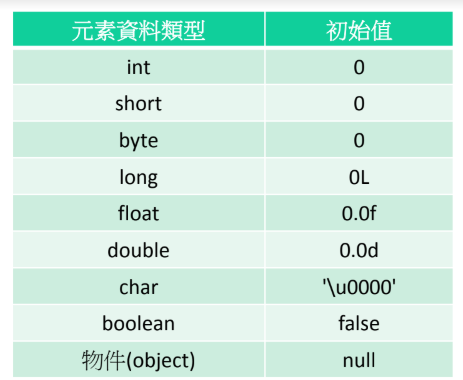 元素資料類型 初始值
int 0
short 0
byte 0
long 0L
float 0.0f
double 0.0d
char '\u0000'
boolean false
物件(object) null